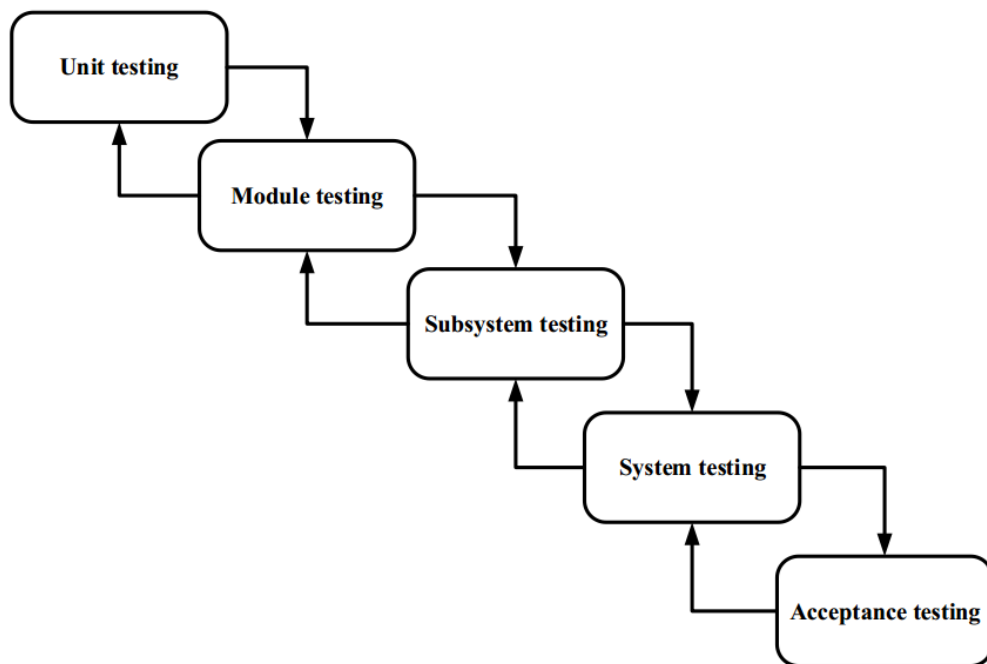 Unit testing
Module testing
Subsystem testing
System testing
Acceptance testing